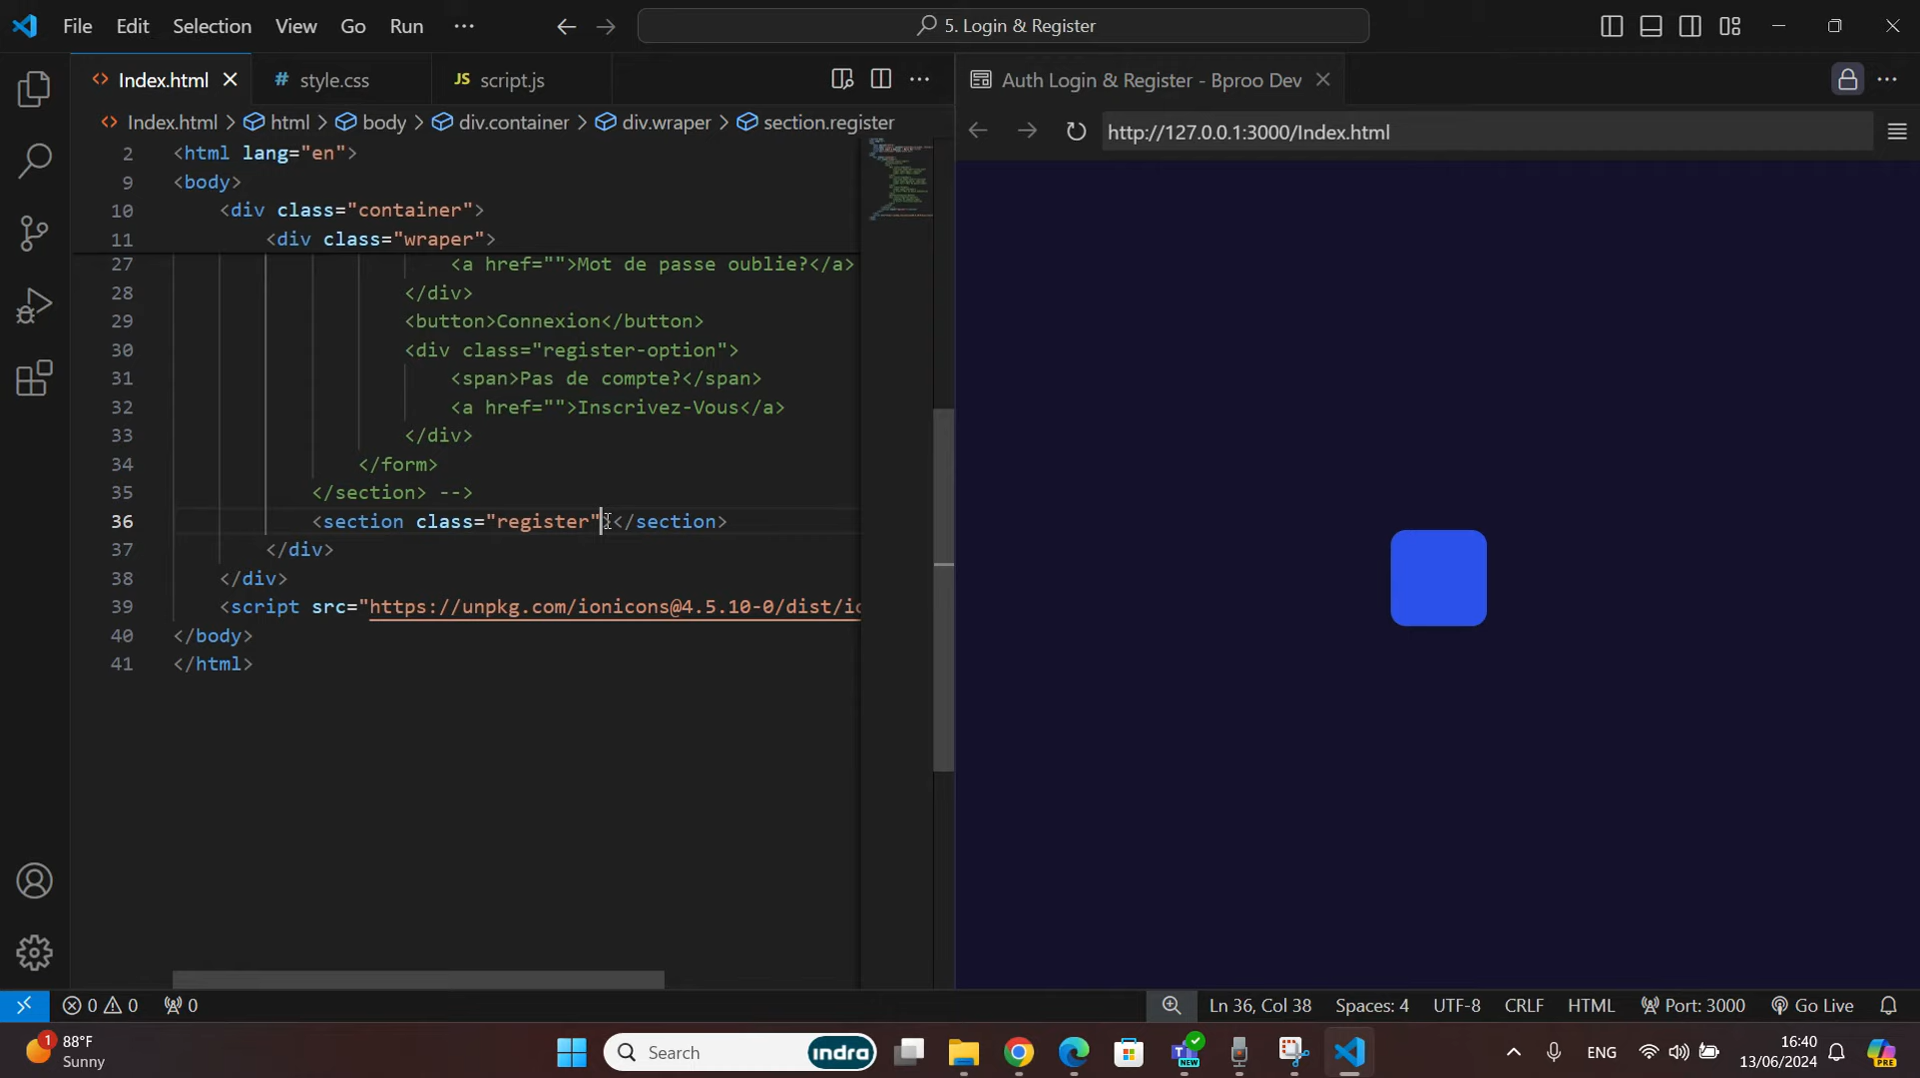 File Edit Selection View Go Run ··· 5. Login & Register
Index.html style.css JS script.js
Index.html > html > body > div.container > div.wraper > section.register
2 <html lang="en">
9 <body>
10 <div class="container">
11 <div class="wraper">
27 <a href="">Mot de passe oublie?</a>
28 </div>
29 <button>Connexion</button>
30 <div class="register-option">
31 <span>Pas de compte?</span>
32 <a href="">Inscrivez-Vous</a>
33 </div>
34 </form>
35 </section> -->
36 <section class="register"></section>
37 </div>
38 </div>
39 <script src="https://unpkg.com/ionicons@4.5.10-0/dist/ic
40 </body>
41 </html>
Auth Login & Register - Bproo Dev
http://127.0.0.1:3000/Index.html
0 0 0 Ln 36, Col 38 Spaces: 4 UTF-8 CRLF HTML Port: 3000 Go Live
1 88°F
Sunny
Search indra
NEW
ENG
16:40
13/06/2024
PRE